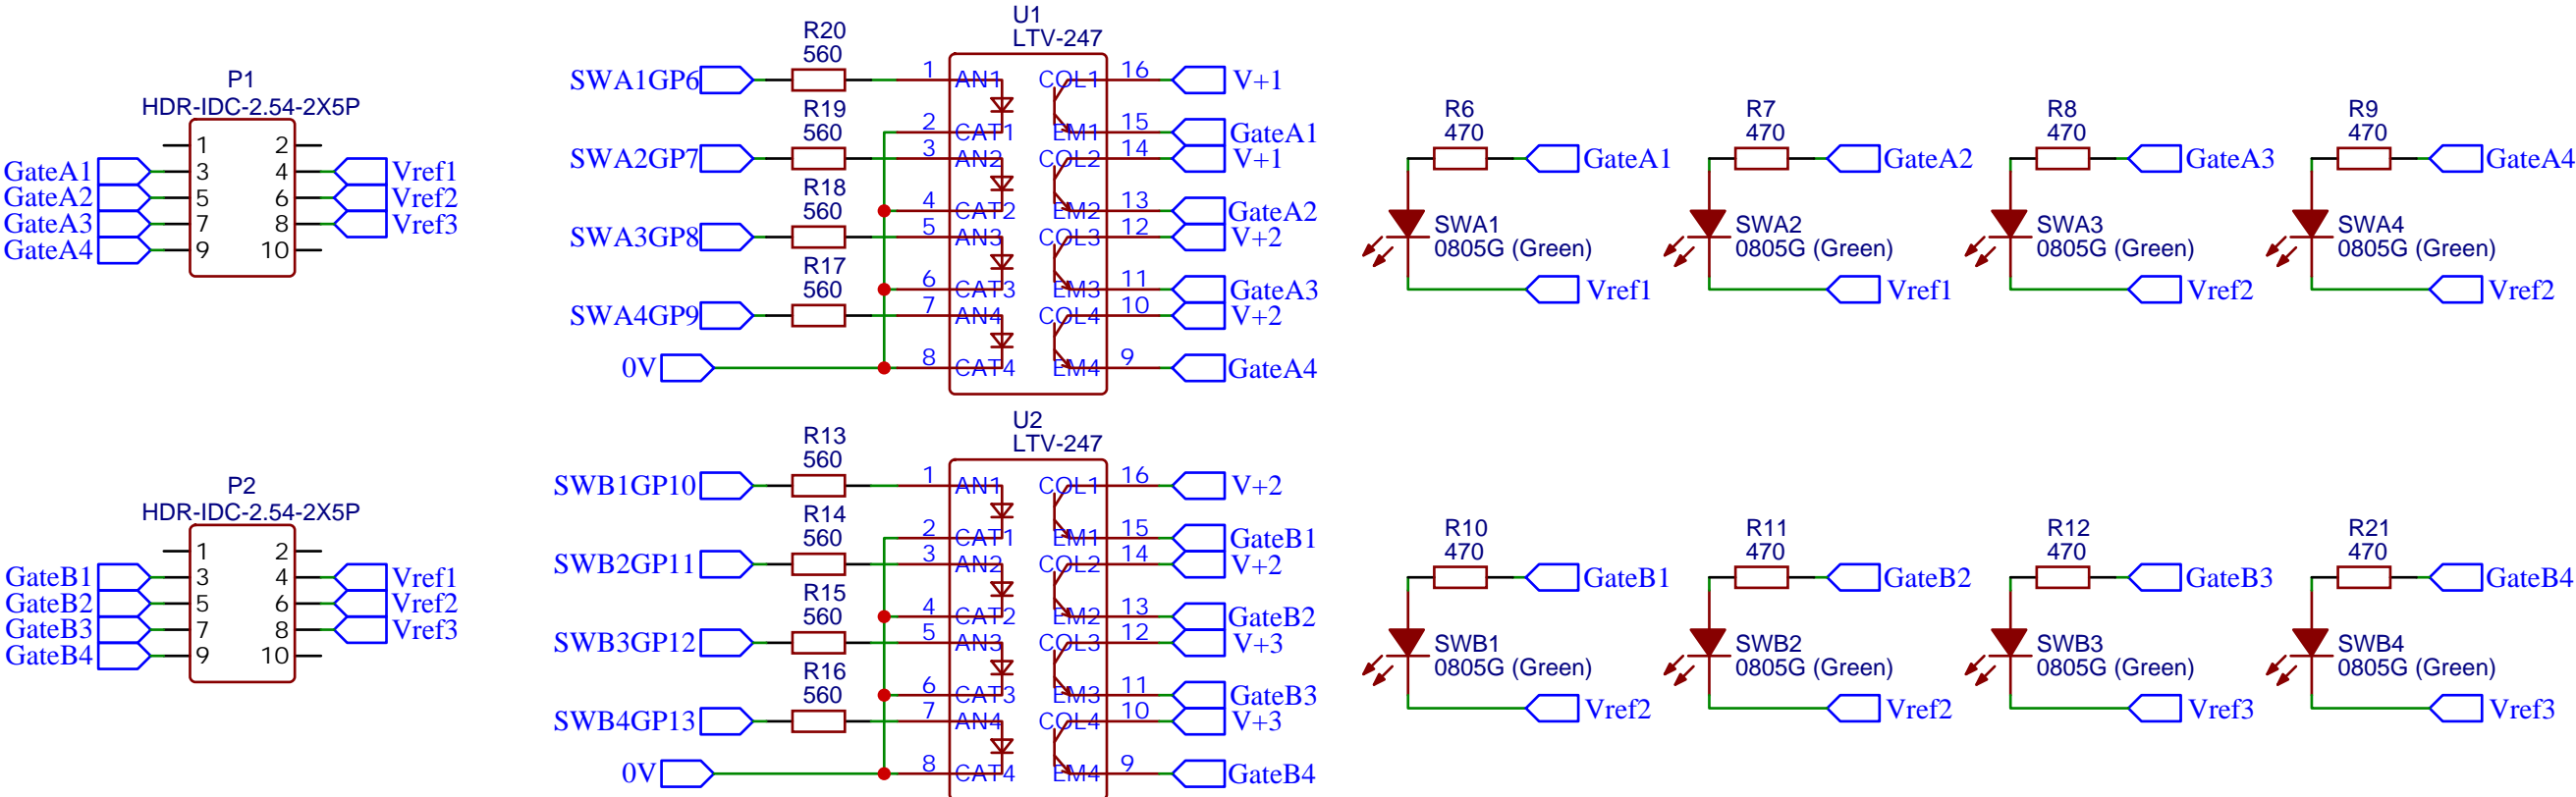 P1
HDR-IDC-2.54-2X5P
1 2
GateA1 3 4 Vref1
GateA2 5 6 Vref2
GateA3 7 8 Vref3
GateA4 9 10
P2
HDR-IDC-2.54-2X5P
1 2
GateB1 3 4 Vref1
GateB2 5 6 Vref2
GateB3 7 8 Vref3
GateB4 9 10
U1
LTV-247
R20
560
SWA1GP6 1 AN1 COL1 16 V+1
R19
560
2 CAT1 EM1 15 GateA1
SWA2GP7 3 AN2 COL2 14 V+1
R18
560
4 CAT2 EM2 13 GateA2
SWA3GP8 5 AN3 COL3 12 V+2
R17
560
6 CAT3 EM3 11 GateA3
SWA4GP9 7 AN4 COL4 10 V+2
0V 8 CAT4 EM4 9 GateA4
U2
LTV-247
R13
560
SWB1GP10 1 AN1 COL1 16 V+2
R14
560
2 CAT1 EM1 15 GateB1
SWB2GP11 3 AN2 COL2 14 V+2
R15
560
4 CAT2 EM2 13 GateB2
SWB3GP12 5 AN3 COL3 12 V+3
R16
560
6 CAT3 EM3 11 GateB3
SWB4GP13 7 AN4 COL4 10 V+3
0V 8 CAT4 EM4 9 GateB4
R6
470
GateA1
SWA1
0805G (Green)
Vref1
R7
470
GateA2
SWA2
0805G (Green)
Vref1
R8
470
GateA3
SWA3
0805G (Green)
Vref2
R9
470
GateA4
SWA4
0805G (Green)
Vref2
R10
470
GateB1
SWB1
0805G (Green)
Vref2
R11
470
GateB2
SWB2
0805G (Green)
Vref2
R12
470
GateB3
SWB3
0805G (Green)
Vref3
R21
470
GateB4
SWB4
0805G (Green)
Vref3